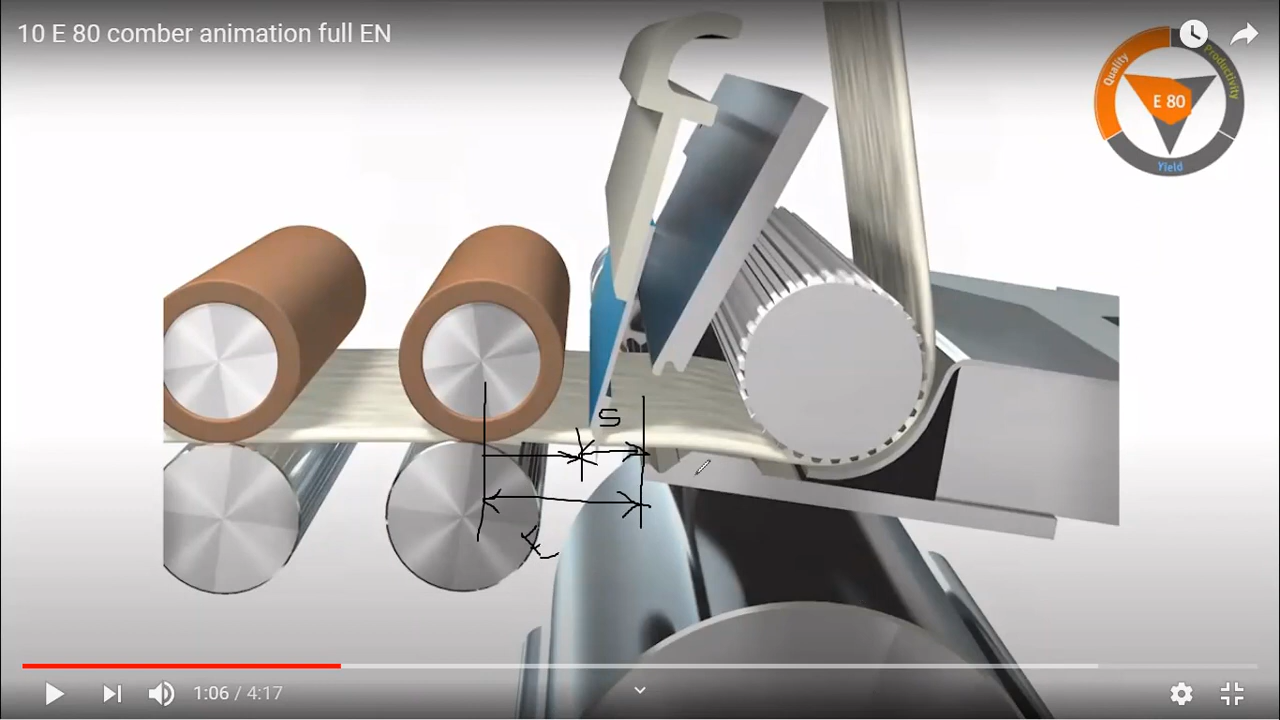 10 E 80 comber animation full EN
Quality
Productivity
E 80
Yield
S
1:06 / 4:17